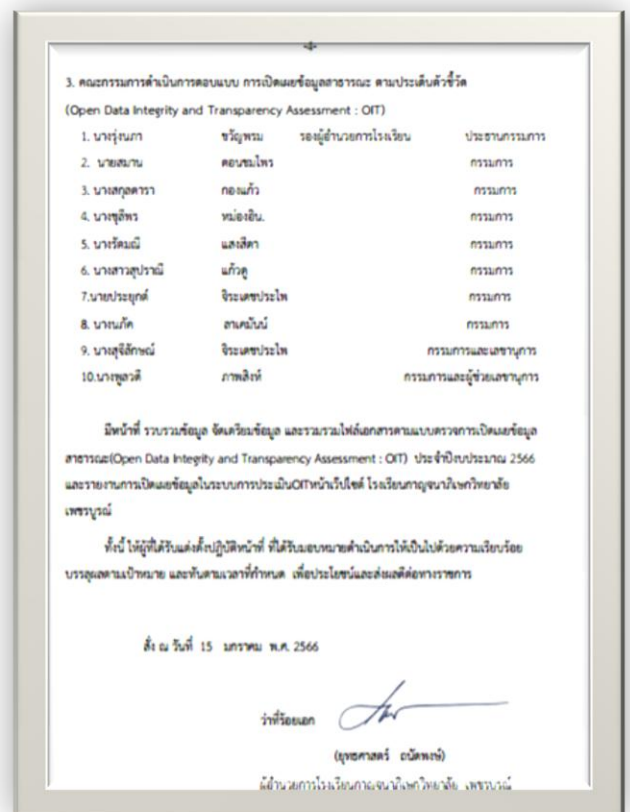 3. คณะกรรมการดำเนินการตอบแบบ การเปิดเผยข้อมูลสาธารณะ ตามประเด็นตัวชี้วัด
(Open Data Integrity and Transparency Assessment : OIT)
1. นางรุ่งนภา ขวัญพรม รองผู้อำนวยการโรงเรียน ประธานกรรมการ
2. นายสมาน ดอนชมไพร กรรมการ
3. นางสกุลดารา กองแก้ว กรรมการ
4. นางชุลีพร หม่องอิน. กรรมการ
5. นางรัตมณี แสงสีดา กรรมการ
6. นางสาวสุปราณี แก้วดู กรรมการ
7.นายประยุกต์ จิระเดชประไพ กรรมการ
8. นางนภัค ลาเคมันน์ กรรมการ
9. นางสุจีลักษณ์ จิระเดชประไพ กรรมการและเลขานุการ
10.นางพูลวดี ภาพสิงห์ กรรมการและผู้ช่วยเลขานุการ
มีหน้าที่ รวบรวมข้อมูล จัดเตรียมข้อมูล และรวมรวมไฟล์เอกสารตามแบบตรวจการเปิดเผยข้อมูล
สาธารณะ(Open Data Integrity and Transparency Assessment : OIT) ประจำปีงบประมาณ 2566
และรายงานการเปิดเผยข้อมูลในระบบการประเมินOITหน้าเว็บไซต์ โรงเรียนกาญจนาภิเษกวิทยาลัย
เพชรบูรณ์
ทั้งนี้ ให้ผู้ที่ได้รับแต่งตั้งปฏิบัติหน้าที่ ที่ได้รับมอบหมายดำเนินการให้เป็นไปด้วยความเรียบร้อย
บรรลุผลตามเป้าหมาย และทันตามเวลาที่กำหนด เพื่อประโยชน์และส่งผลดีต่อทางราชการ
สั่ง ณ วันที่ 15 มกราคม พ.ศ. 2566
ว่าที่ร้อยเอก
(ยุทธศาสตร์ ถนัดพงษ์)
ผู้อำนวยการโรงเรียนกาญจนาภิเษกวิทยาลัย เพชรบูรณ์